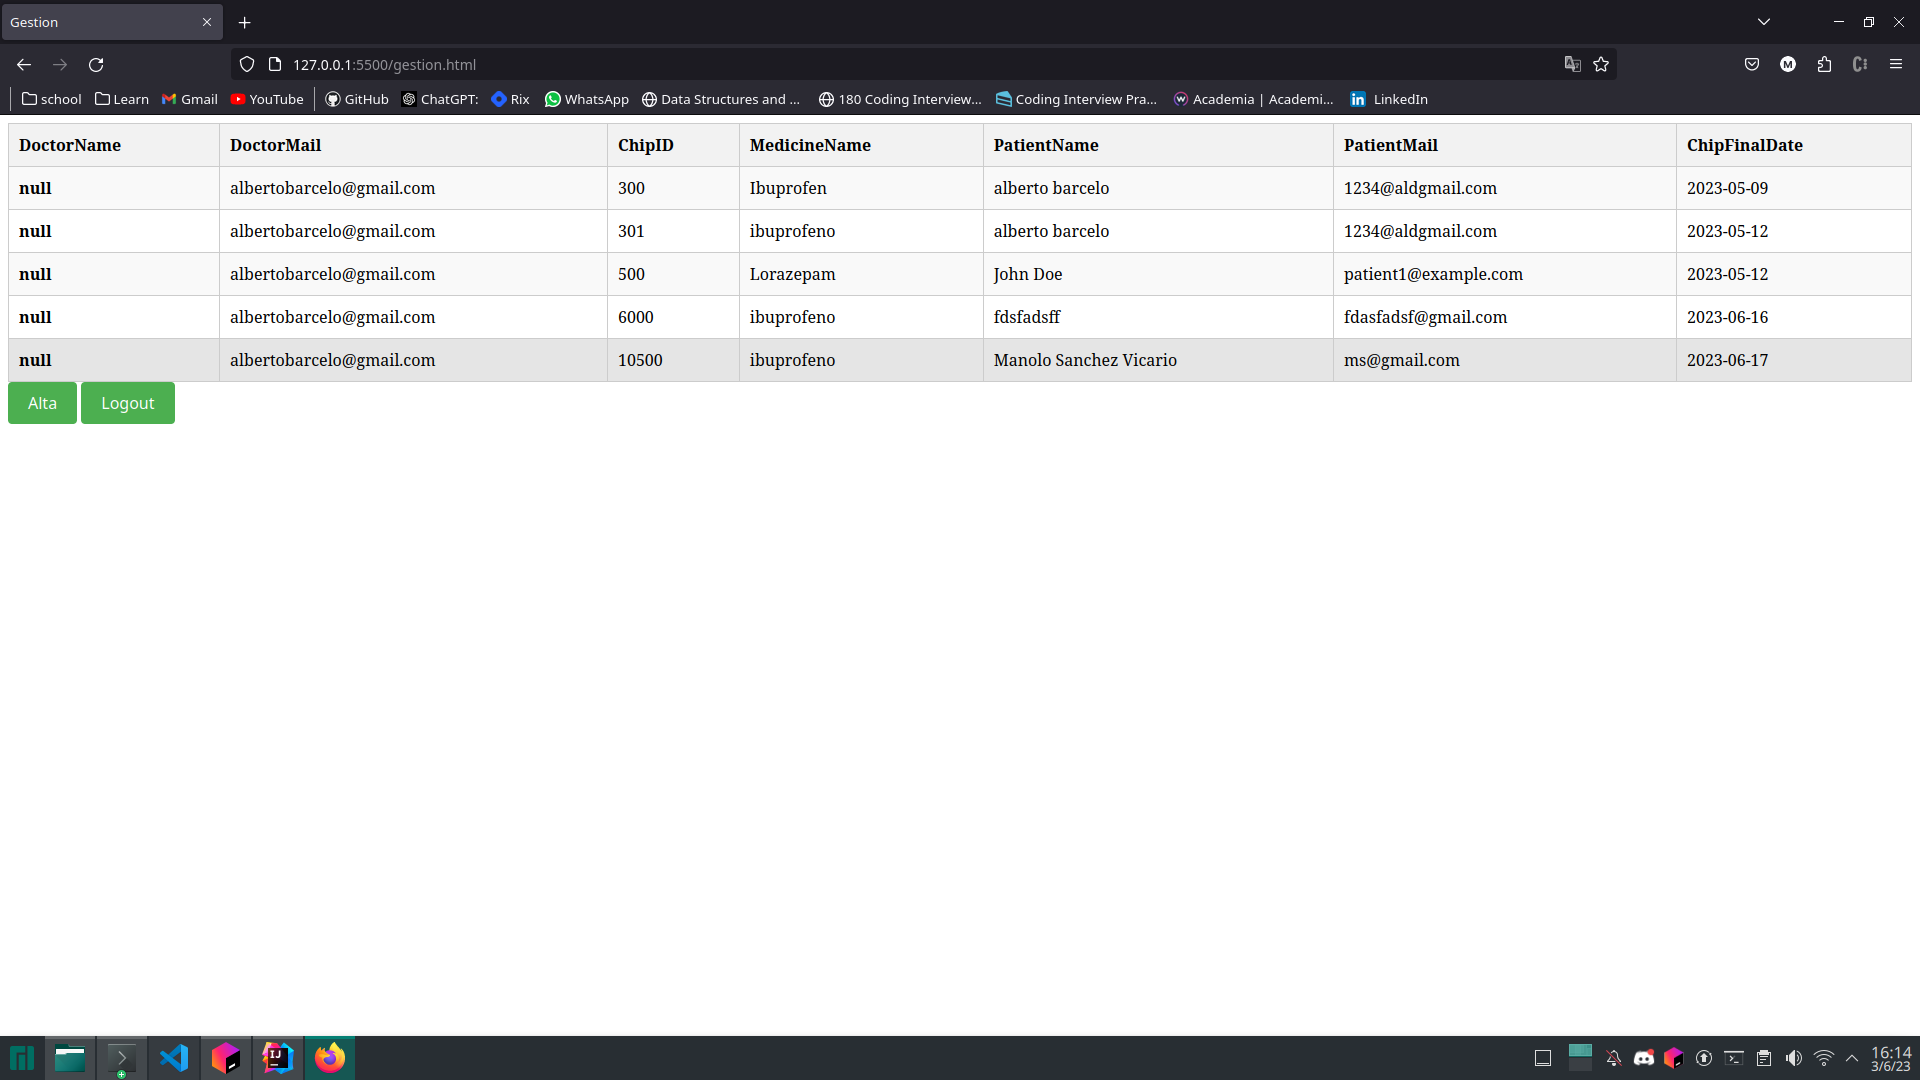 Gestion
127.0.0.1:5500/gestion.html
school Learn Gmail YouTube GitHub ChatGPT: Rix WhatsApp Data Structures and ... 180 Coding Interview... Coding Interview Pra... Academia | Academi... LinkedIn
DoctorName DoctorMail ChipID MedicineName PatientName PatientMail ChipFinalDate
null albertobarcelo@gmail.com 300 Ibuprofen alberto barcelo 1234@aldgmail.com 2023-05-09
null albertobarcelo@gmail.com 301 ibuprofeno alberto barcelo 1234@aldgmail.com 2023-05-12
null albertobarcelo@gmail.com 500 Lorazepam John Doe patient1@example.com 2023-05-12
null albertobarcelo@gmail.com 6000 ibuprofeno fdsfadsff fdasfadsf@gmail.com 2023-06-16
null albertobarcelo@gmail.com 10500 ibuprofeno Manolo Sanchez Vicario ms@gmail.com 2023-06-17
Alta Logout
16:14
3/6/23